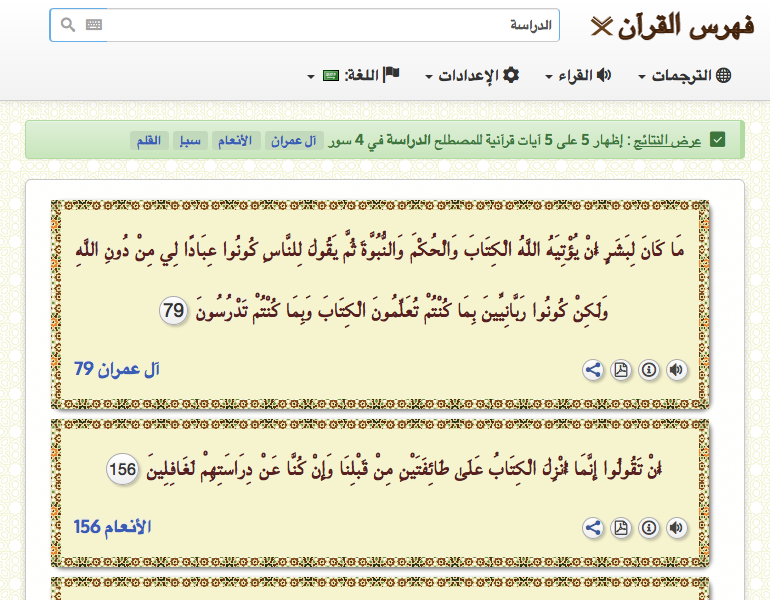 فهرس القرآن
الدراسة
الترجمات
القراء
الإعدادات
اللغة:
عرض النتائج : إظهار 5 على 5 آيات قرآنية للمصطلح الدراسة في 4 سور آل عمران الأنعام سبإ القلم
مَا كَانَ لِبَشَرٍ أَنْ يُؤْتِيَهُ اللَّهُ الْكِتَابَ وَالْحُكْمَ وَالنُّبُوَّةَ ثُمَّ يَقُولَ لِلنَّاسِ كُونُوا عِبَادًا لِي مِنْ دُونِ اللَّهِ
وَلَكِنْ كُونُوا رَبَّانِيِّينَ بِمَا كُنْتُمْ تُعَلِّمُونَ الْكِتَابَ وَبِمَا كُنْتُمْ تَدْرُسُونَ 79
آل عمران 79
أَنْ تَقُولُوا إِنَّمَا أُنْزِلَ الْكِتَابُ عَلَى طَائِفَتَيْنِ مِنْ قَبْلِنَا وَإِنْ كُنَّا عَنْ دِرَاسَتِهِمْ لَغَافِلِينَ 156
الأنعام 156